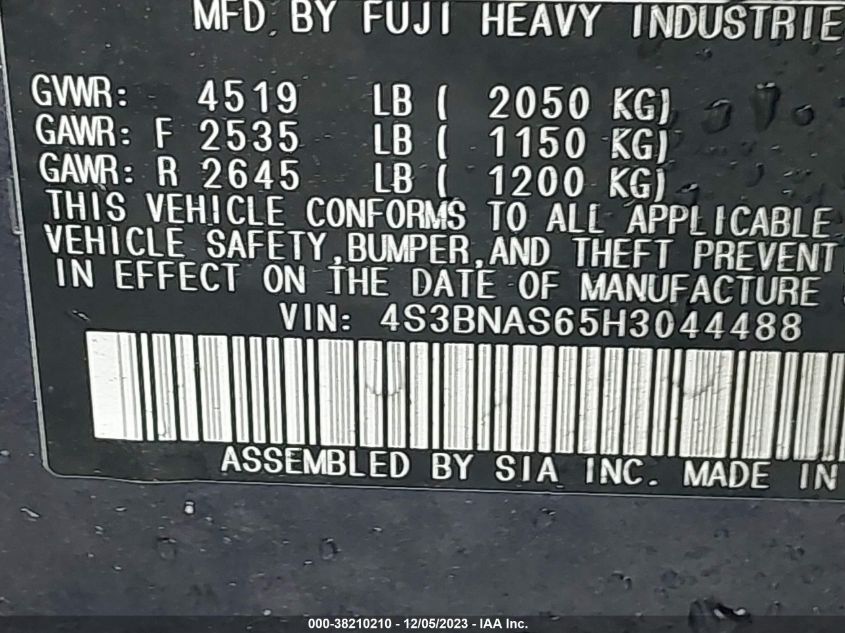 MFD. BY FUJI HEAVY INDUSTRIE
GVWR: 4519 LB ( 2050 KG)
GAWR: F 2535 LB ( 1150 KG)
GAWR: R 2645 LB ( 1200 KG)
THIS VEHICLE CONFORMS TO ALL APPLICABLE
VEHICLE SAFETY,BUMPER,AND THEFT PREVENT
IN EFFECT ON THE DATE OF MANUFACTURE
VIN: 4S3BNAS65H3044488
ASSEMBLED BY SIA INC. MADE IN
000-38210210 - 12/05/2023 - IAA Inc.